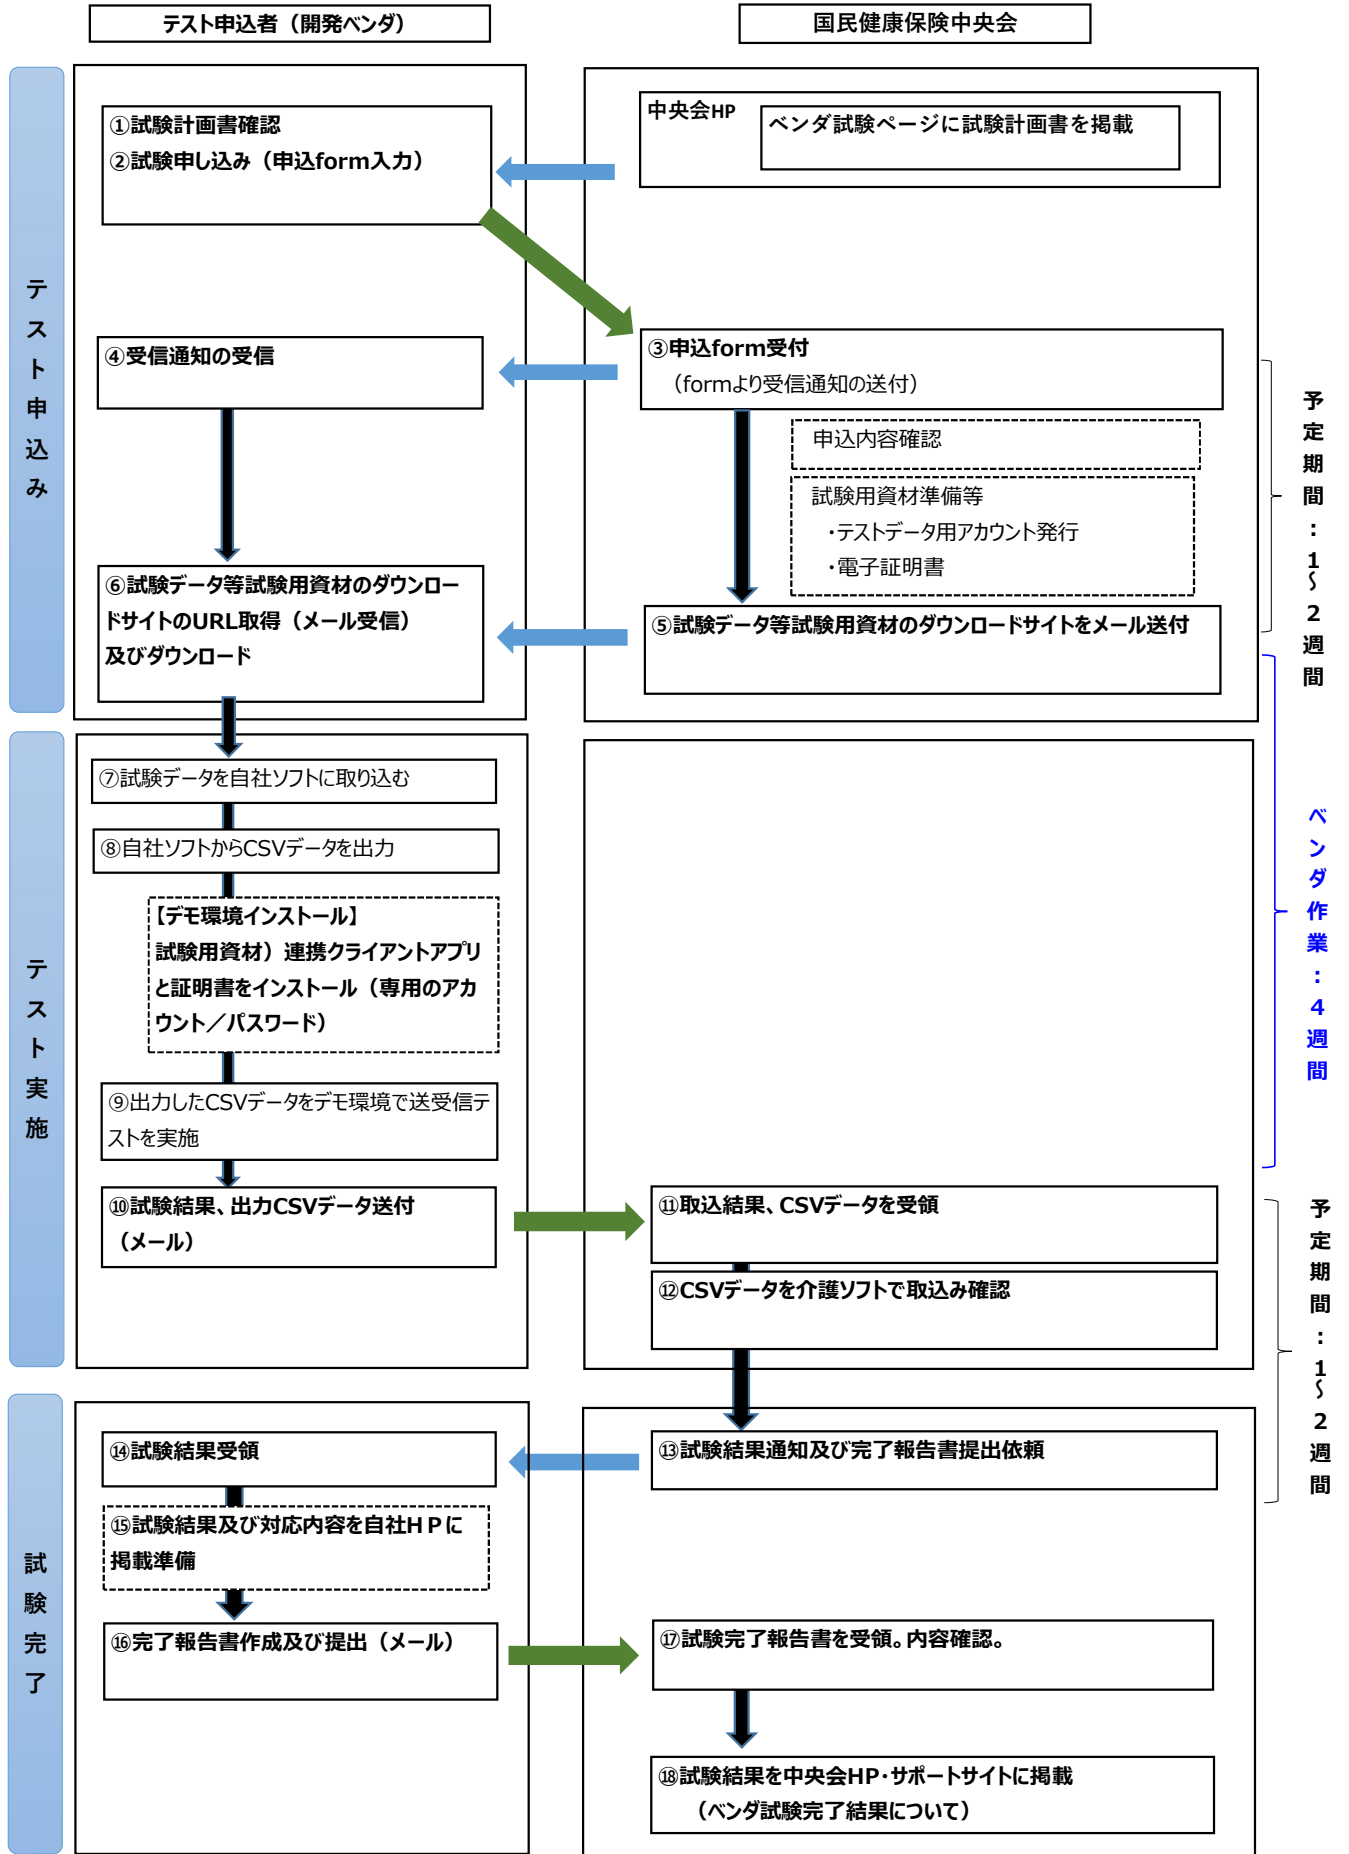 テスト申込者（開発ベンダ）
国民健康保険中央会
テスト申込み
①試験計画書確認
②試験申し込み（申込form入力）
中央会HP
ベンダ試験ページに試験計画書を掲載
③申込form受付
（formより受信通知の送付）
④受信通知の受信
申込内容確認
試験用資材準備等
・テストデータ用アカウント発行
・電子証明書
⑤試験データ等試験用資材のダウンロードサイトをメール送付
⑥試験データ等試験用資材のダウンロー
ドサイトのURL取得（メール受信）
及びダウンロード
予定期間：1～2週間
テスト実施
⑦試験データを自社ソフトに取り込む
⑧自社ソフトからCSVデータを出力
【デモ環境インストール】
試験用資材）連携クライアントアプリ
と証明書をインストール（専用のアカ
ウント／パスワード）
⑨出力したCSVデータをデモ環境で送受信テ
ストを実施
⑩試験結果、出力CSVデータ送付
（メール）
ベンダ作業：4週間
⑪取込結果、CSVデータを受領
⑫CSVデータを介護ソフトで取込み確認
予定期間：1～2週間
試験完了
⑬試験結果通知及び完了報告書提出依頼
⑭試験結果受領
⑮試験結果及び対応内容を自社ＨＰに
掲載準備
⑯完了報告書作成及び提出（メール）
⑰試験完了報告書を受領。内容確認。
⑱試験結果を中央会HP・サポートサイトに掲載
（ベンダ試験完了結果について）